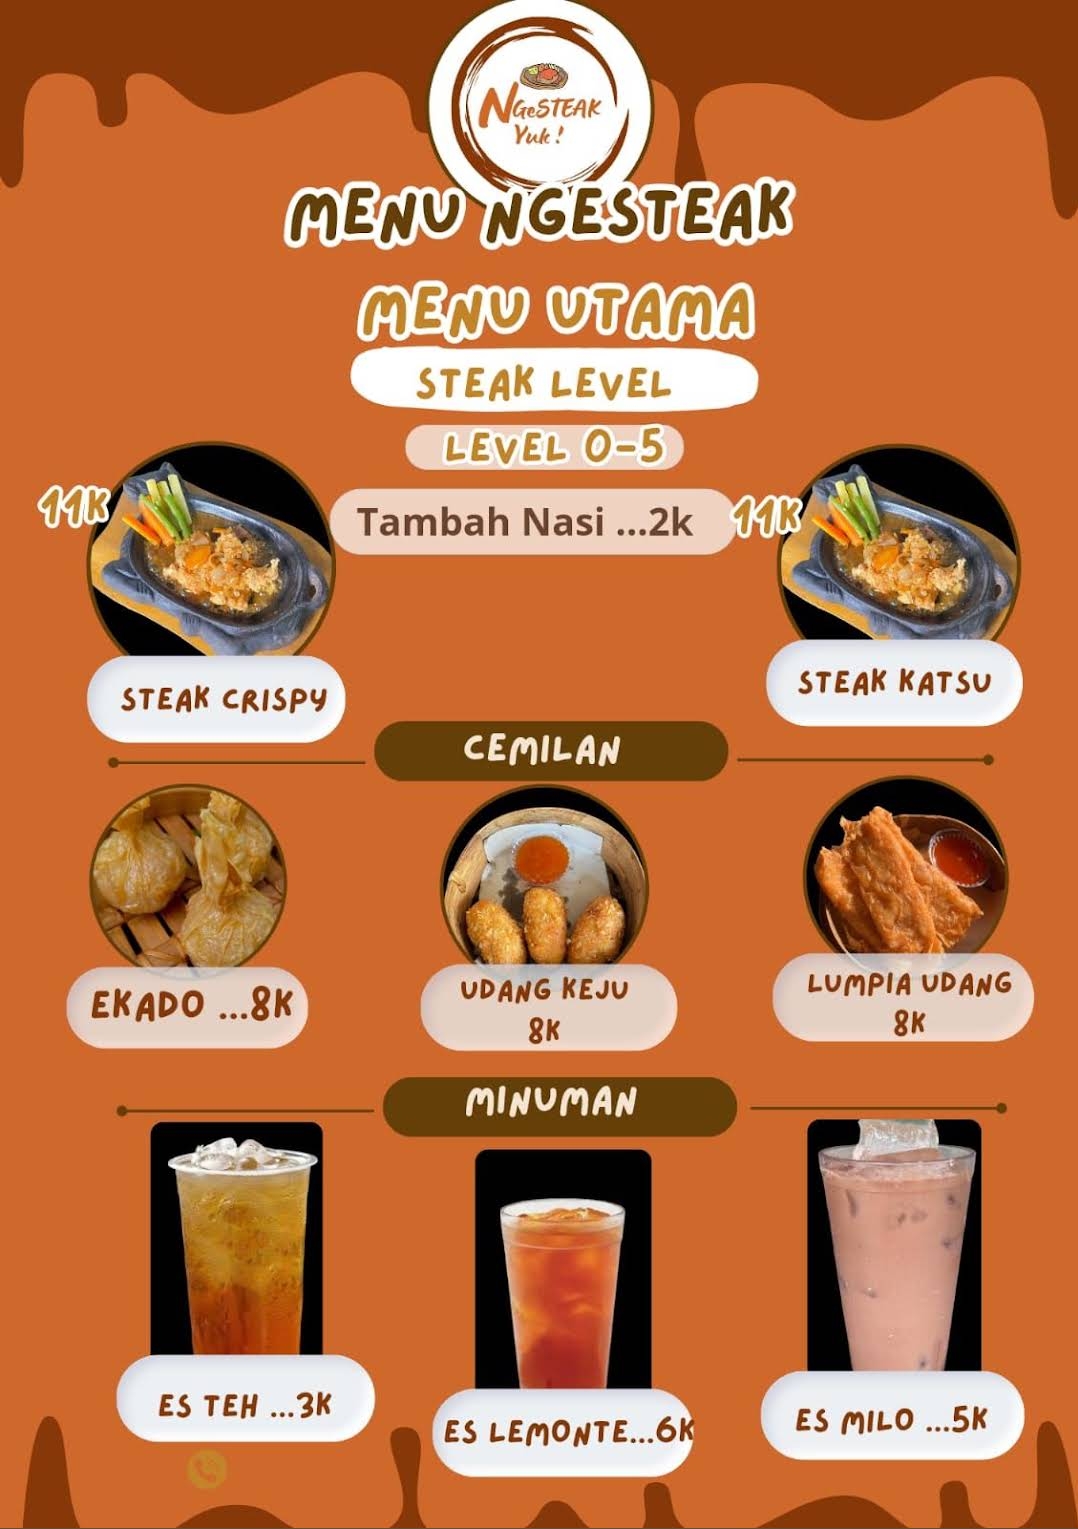 NGeSTEAK
Yuk !
MENU NGESTEAK
MENU UTAMA
STEAK LEVEL
LEVEL 0-5
11K
Tambah Nasi ...2k
11K
STEAK CRISPY
STEAK KATSU
CEMILAN
EKADO ...8K
UDANG KEJU
8K
LUMPIA UDANG
8K
MINUMAN
ES TEH ...3K
ES LEMONTE...6K
ES MILO ...5K